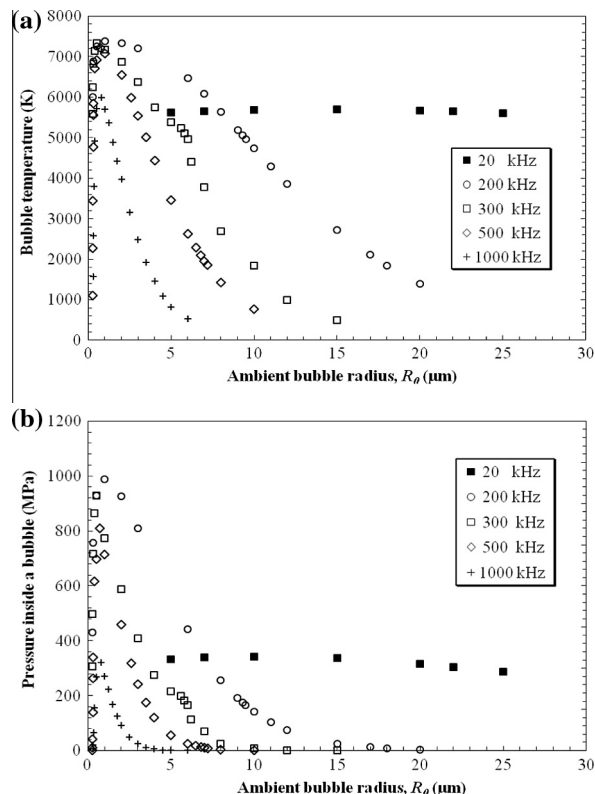 (a)
8000
7000
6000
5000
4000
3000
2000
1000
0
Bubble temperature (K)
20 kHz
200 kHz
300 kHz
500 kHz
1000 kHz
0 5 10 15 20 25 30
Ambient bubble radius, R0 (μm)
(b)
1200
1000
800
600
400
200
0
Pressure inside a bubble (MPa)
20 kHz
200 kHz
300 kHz
500 kHz
1000 kHz
0 5 10 15 20 25 30
Ambient bubble radius, R0 (μm)